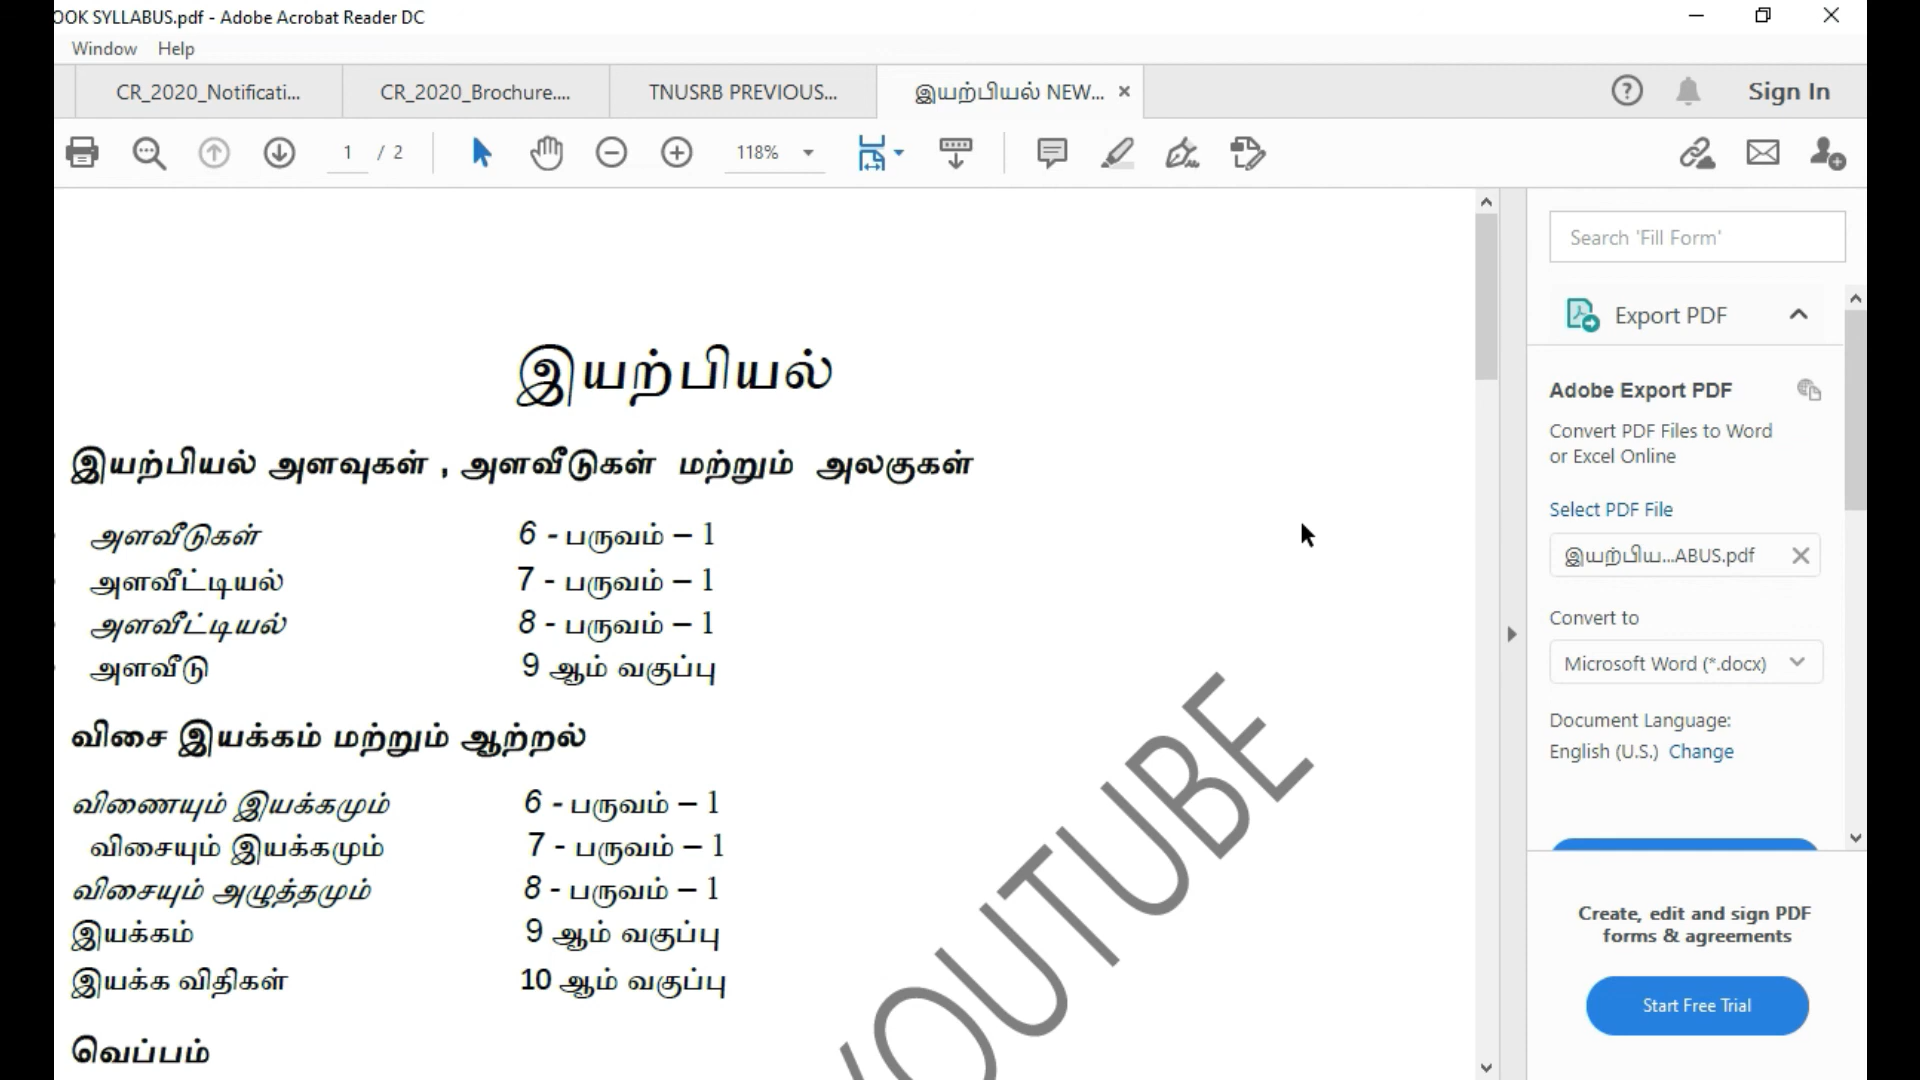 OOK SYLLABUS.pdf - Adobe Acrobat Reader DC
Window Help
CR_2020_Notificati... CR_2020_Brochure.... TNUSRB PREVIOUS... இயற்பியல் NEW... ×
Sign In
1 / 2 118%
Search 'Fill Form'
Export PDF
Adobe Export PDF
Convert PDF Files to Word
or Excel Online
Select PDF File
இயற்பிய...ABUS.pdf
Convert to
Microsoft Word (*.docx)
Document Language:
English (U.S.) Change
Create, edit and sign PDF
forms & agreements
Start Free Trial
இயற்பியல்
இயற்பியல் அளவுகள் , அளவீடுகள் மற்றும் அலகுகள்
அளவீடுகள் 6 - பருவம் – 1
அளவீட்டியல் 7 - பருவம் – 1
அளவீட்டியல் 8 - பருவம் – 1
அளவீடு 9 ஆம் வகுப்பு
விசை இயக்கம் மற்றும் ஆற்றல்
விணையும் இயக்கமும் 6 - பருவம் – 1
விசையும் இயக்கமும் 7 - பருவம் – 1
விசையும் அழுத்தமும் 8 - பருவம் – 1
இயக்கம் 9 ஆம் வகுப்பு
இயக்க விதிகள் 10 ஆம் வகுப்பு
வெப்பம்
YOUTUBE